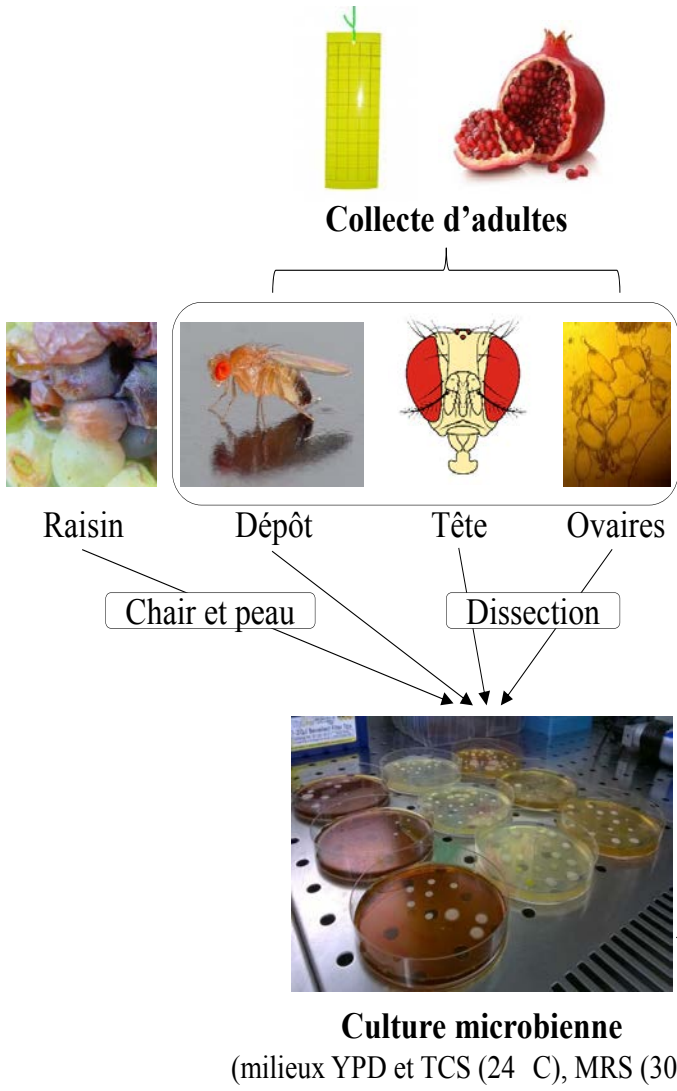 Collecte d'adultes
Raisin Dépôt Tête Ovaires
Chair et peau Dissection
Culture microbienne
(milieux YPD et TCS (24 C), MRS (30